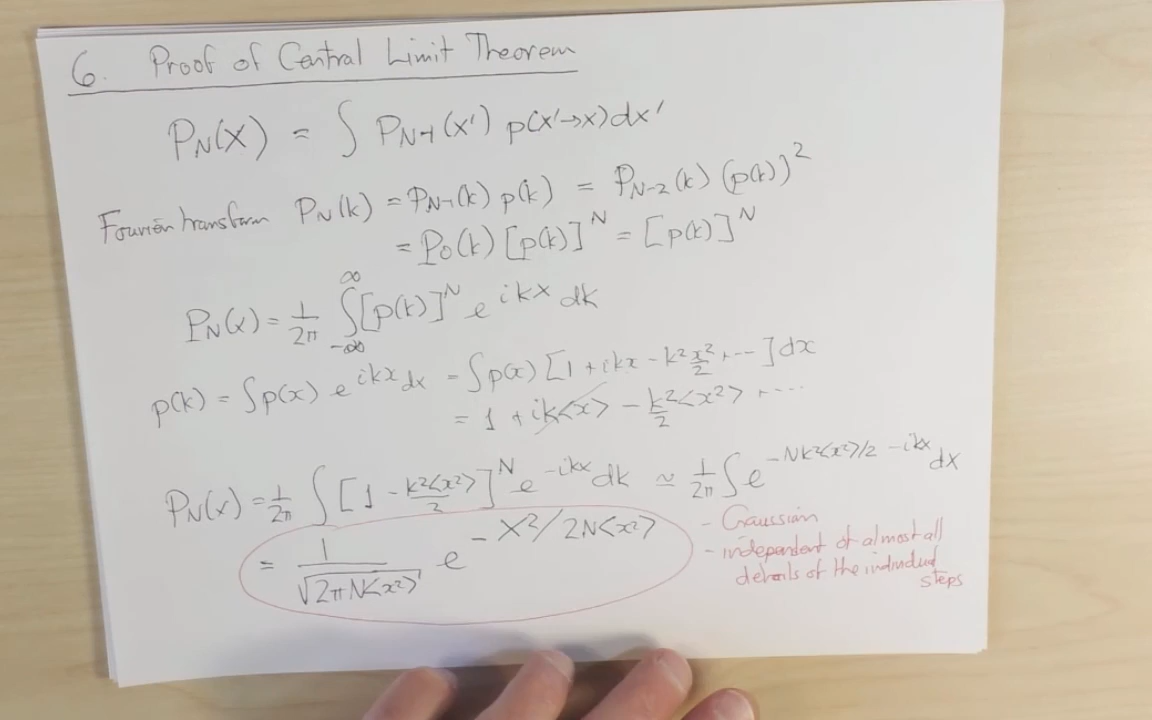 6. Proof of Central Limit Theorem
P_N(x) = ∫ P_{N-1}(x') p(x'→x) dx'
Fourier transform P_N(k) = P_{N-1}(k) p(k) = P_{N-2}(k) (p(k))^2
= P_0(k) [p(k)]^N = [p(k)]^N
P_N(x) = 1/2π ∫_{-∞}^{∞} [p(k)]^N e^{ikx} dk
p(k) = ∫p(x) e^{ikx} dx = ∫p(x) [1 + ikx - k^2 x^2/2 + ---] dx
= 1 + ik<x> - k^2/2 <x^2> + ....
P_N(x) = 1/2π ∫ [1 - k^2<x^2>/2]^N e^{-ikx} dk ≃ 1/2π ∫ e^{-Nk^2<x^2>/2 - ikx} dx
= 1/√(2πN<x^2>) e^{-x^2/2N<x^2>}
- Gaussian
- independent of almost all
details of the individual
steps